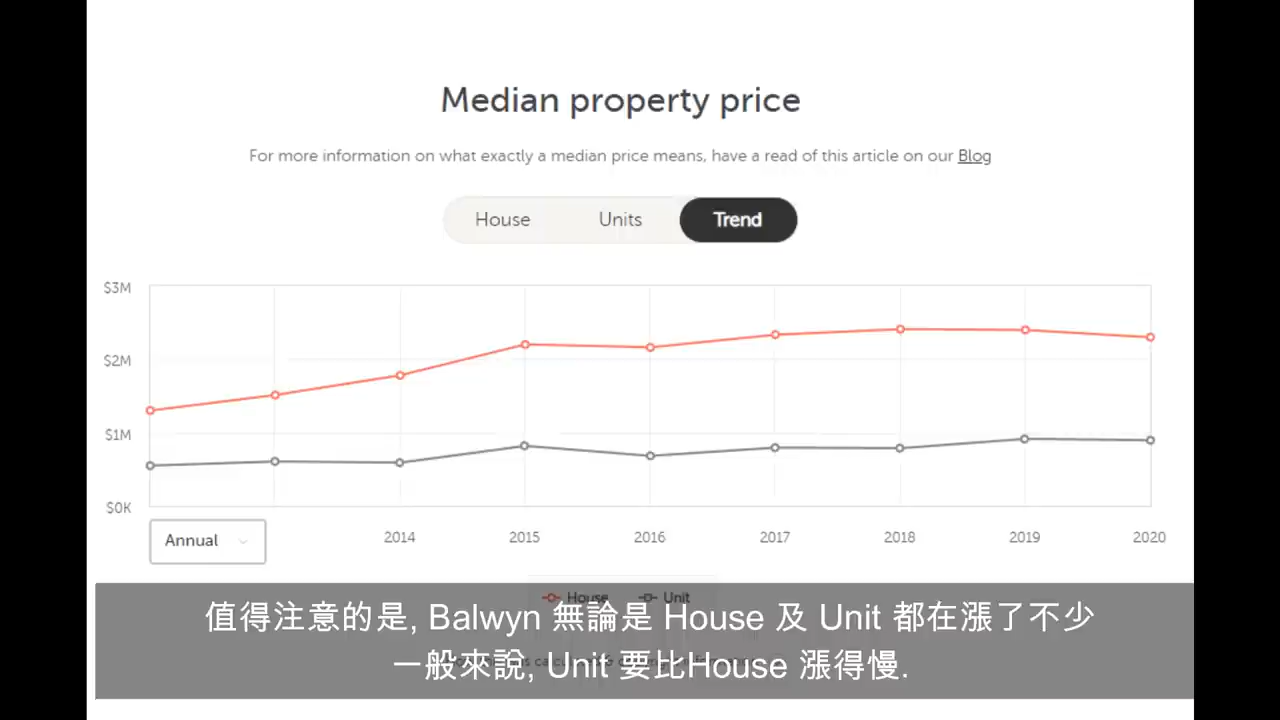 Median property price
For more information on what exactly a median price means, have a read of this article on our Blog
House Units Trend
$3M
$2M
$1M
$0K
Annual 2014 2015 2016 2017 2018 2019 2020
House Unit
值得注意的是, Balwyn 無論是 House 及 Unit 都在漲了不少
一般來說, Unit 要比House 漲得慢.